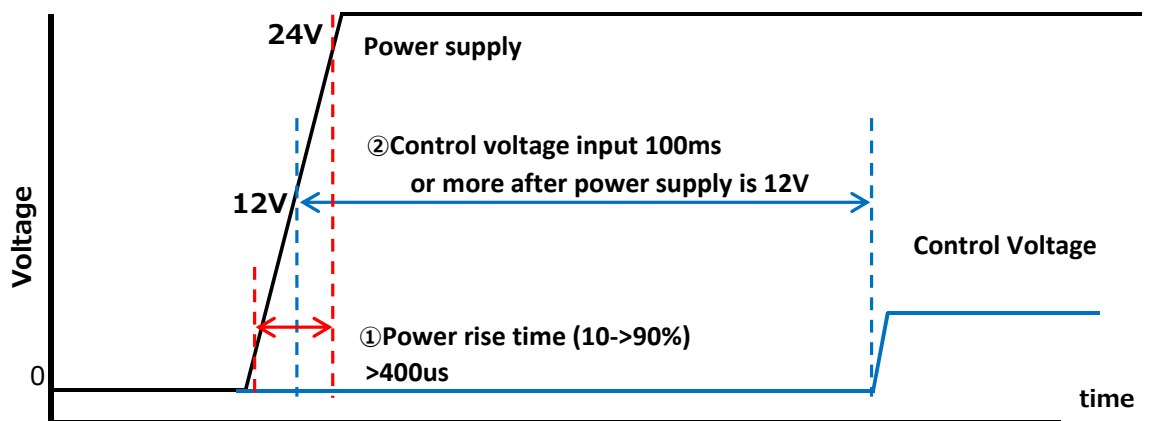 24V
Power supply
②Control voltage input 100ms
or more after power supply is 12V
12V
Voltage
Control Voltage
①Power rise time (10->90%)
>400us
0
time